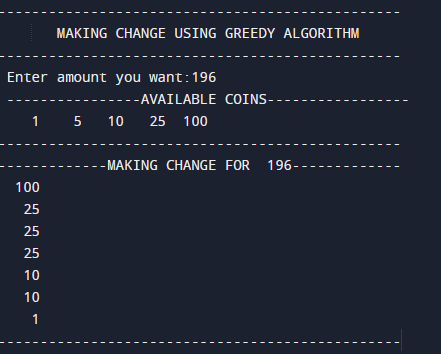 ------------------------------------------------
MAKING CHANGE USING GREEDY ALGORITHM
------------------------------------------------
Enter amount you want:196
----------------AVAILABLE COINS-----------------
1 5 10 25 100
------------------------------------------------
-------------MAKING CHANGE FOR 196-------------
100
25
25
25
10
10
1
------------------------------------------------